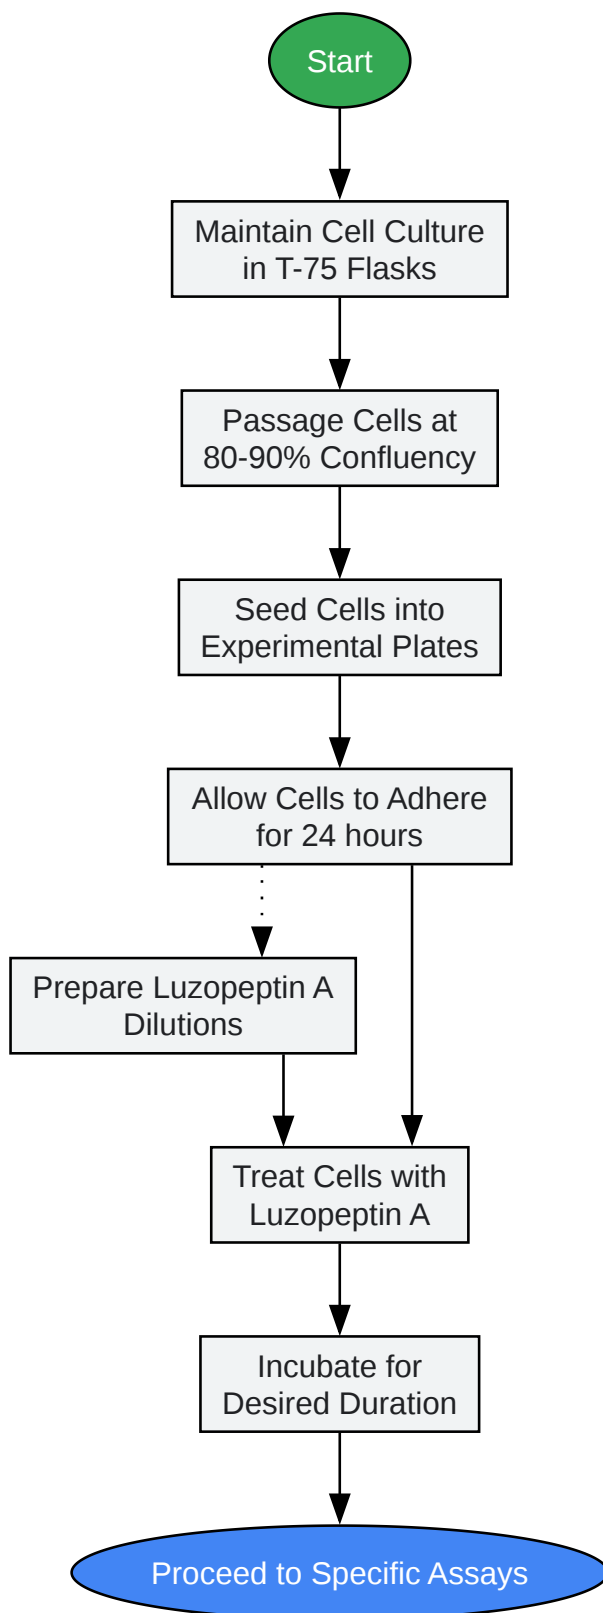 Start
Maintain Cell Culture
in T-75 Flasks
Passage Cells at
80-90% Confluency
Seed Cells into
Experimental Plates
Allow Cells to Adhere
for 24 hours
Prepare Luzopeptin A
Dilutions
Treat Cells with
Luzopeptin A
Incubate for
Desired Duration
Proceed to Specific Assays